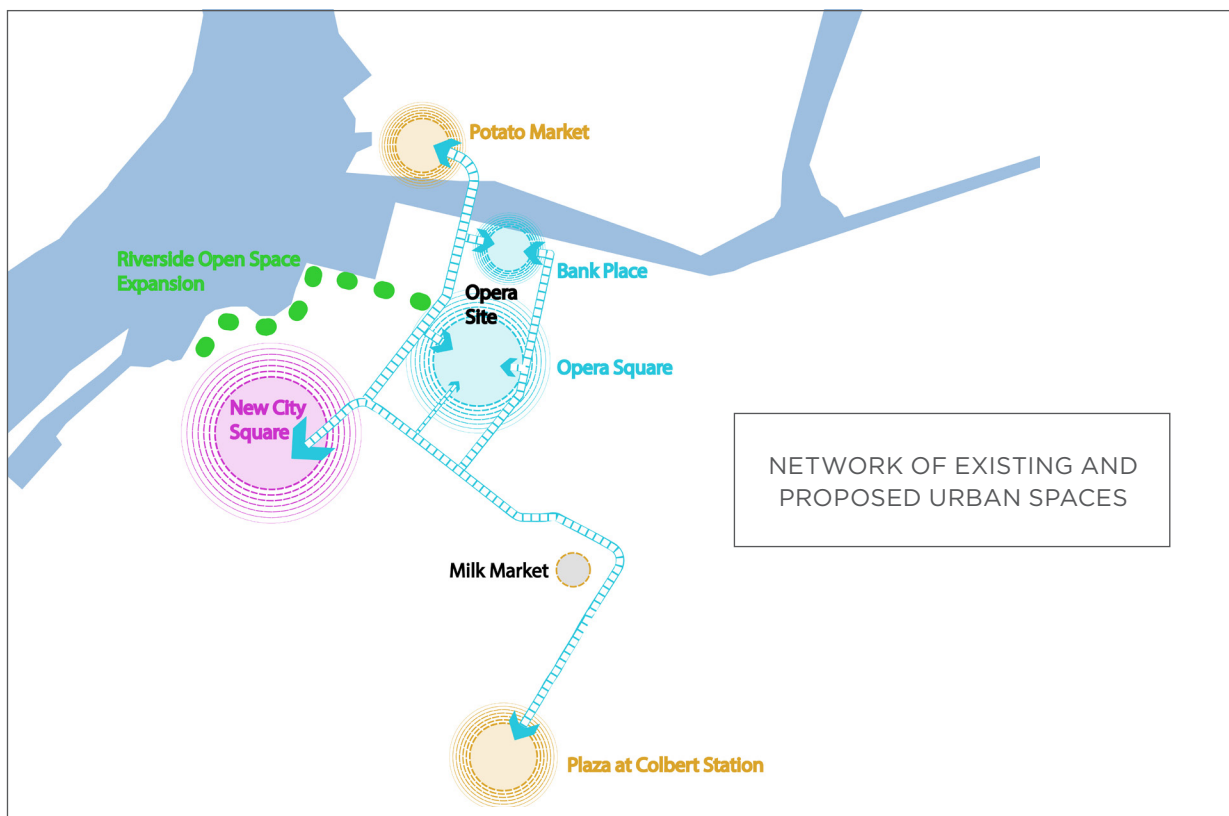 Potato Market
Riverside Open Space
Expansion
Bank Place
Opera
Site
Opera Square
New City
Square
NETWORK OF EXISTING AND
PROPOSED URBAN SPACES
Milk Market
Plaza at Colbert Station